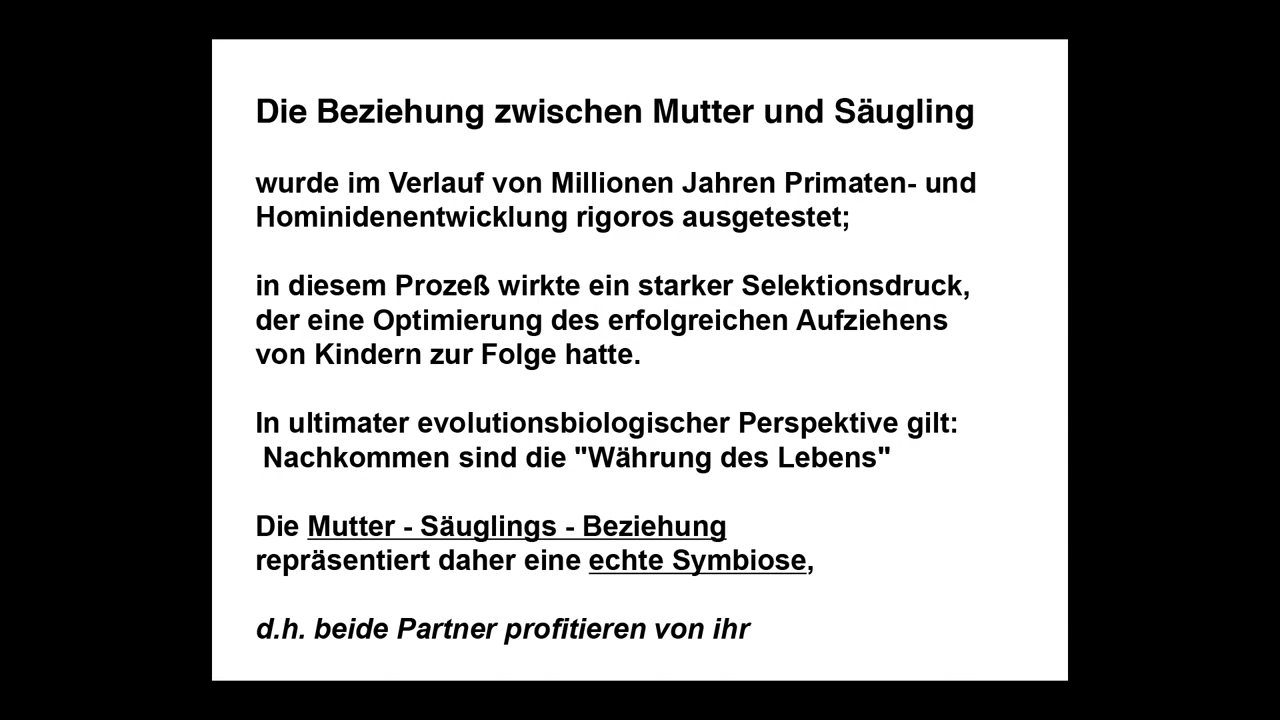 Die Beziehung zwischen Mutter und Säugling
wurde im Verlauf von Millionen Jahren Primaten- und
Hominidenentwicklung rigoros ausgetestet;
in diesem Prozeß wirkte ein starker Selektionsdruck,
der eine Optimierung des erfolgreichen Aufziehens
von Kindern zur Folge hatte.
In ultimater evolutionsbiologischer Perspektive gilt:
Nachkommen sind die "Währung des Lebens"
Die Mutter - Säuglings - Beziehung
repräsentiert daher eine echte Symbiose,
d.h. beide Partner profitieren von ihr